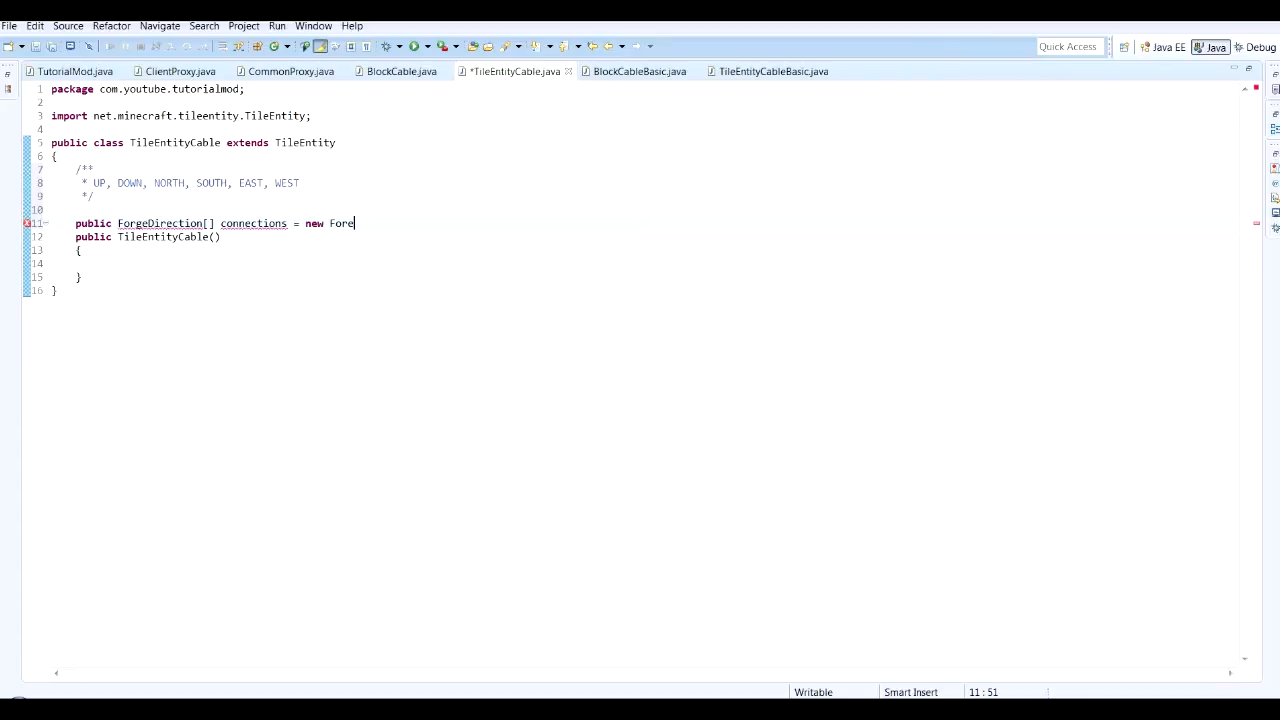 File Edit Source Refactor Navigate Search Project Run Window Help
Quick Access Java EE Java Debug
TutorialMod.java ClientProxy.java CommonProxy.java BlockCable.java *TileEntityCable.java BlockCableBasic.java TileEntityCableBasic.java
1 package com.youtube.tutorialmod;
2
3 import net.minecraft.tileentity.TileEntity;
4
5 public class TileEntityCable extends TileEntity
6 {
7 /**
8 * UP, DOWN, NORTH, SOUTH, EAST, WEST
9 */
10
11 public ForgeDirection[] connections = new Fore
12 public TileEntityCable()
13 {
14
15 }
16 }
Writable Smart Insert 11 : 51